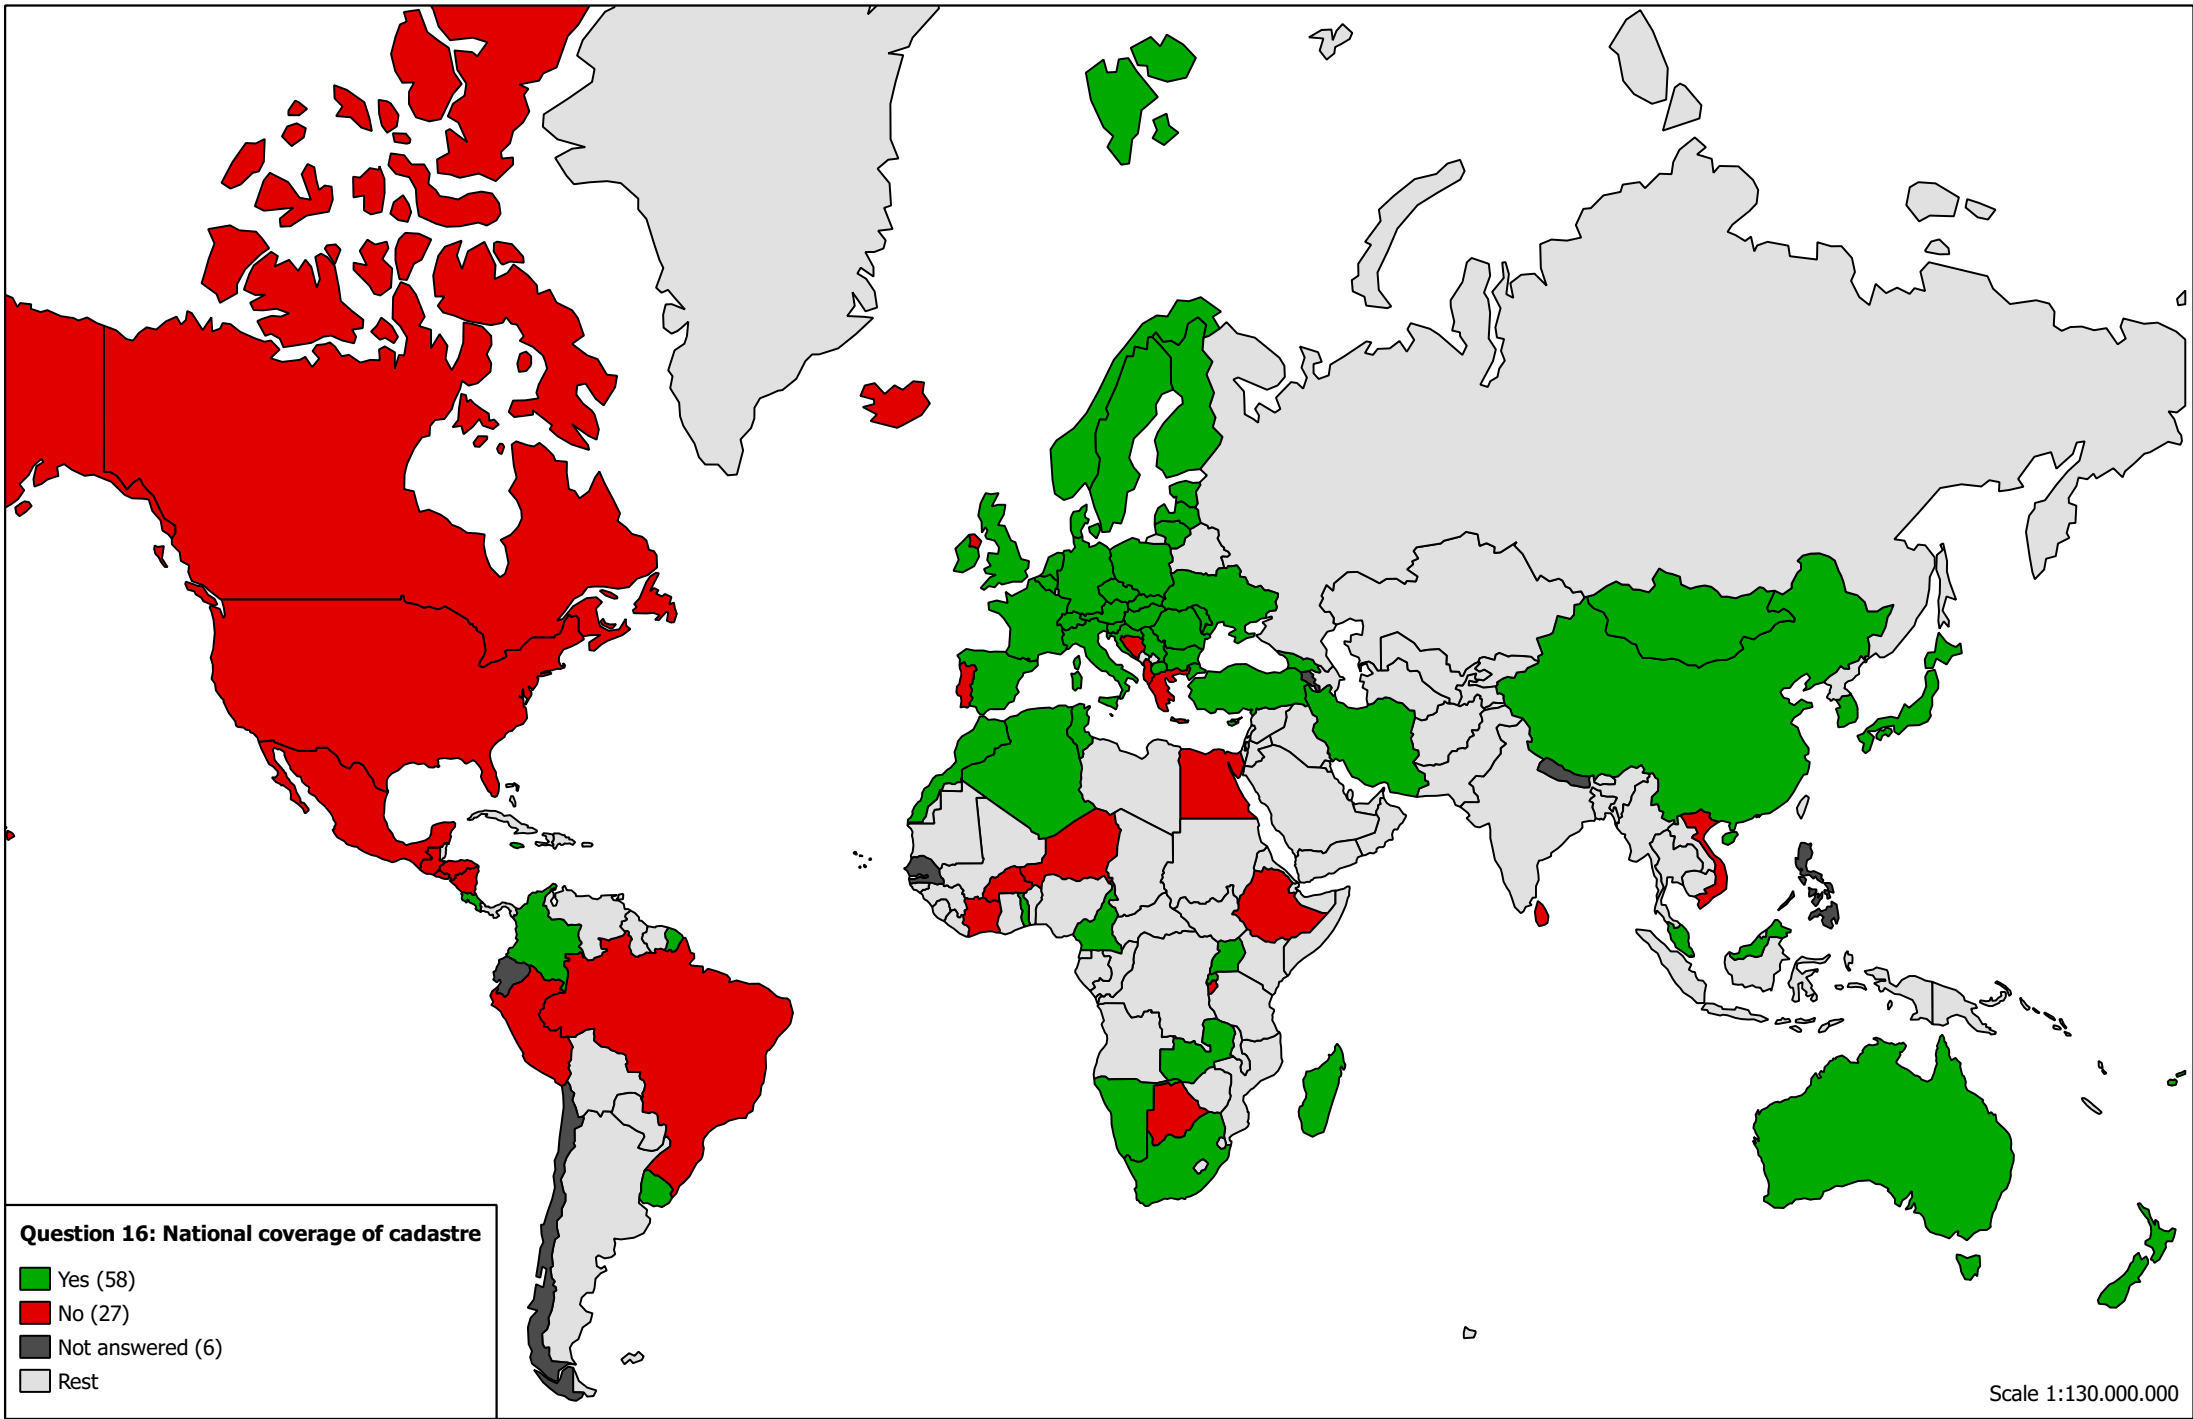 Question 16: National coverage of cadastre
Yes (58)
No (27)
Not answered (6)
Rest
Scale 1:130.000.000